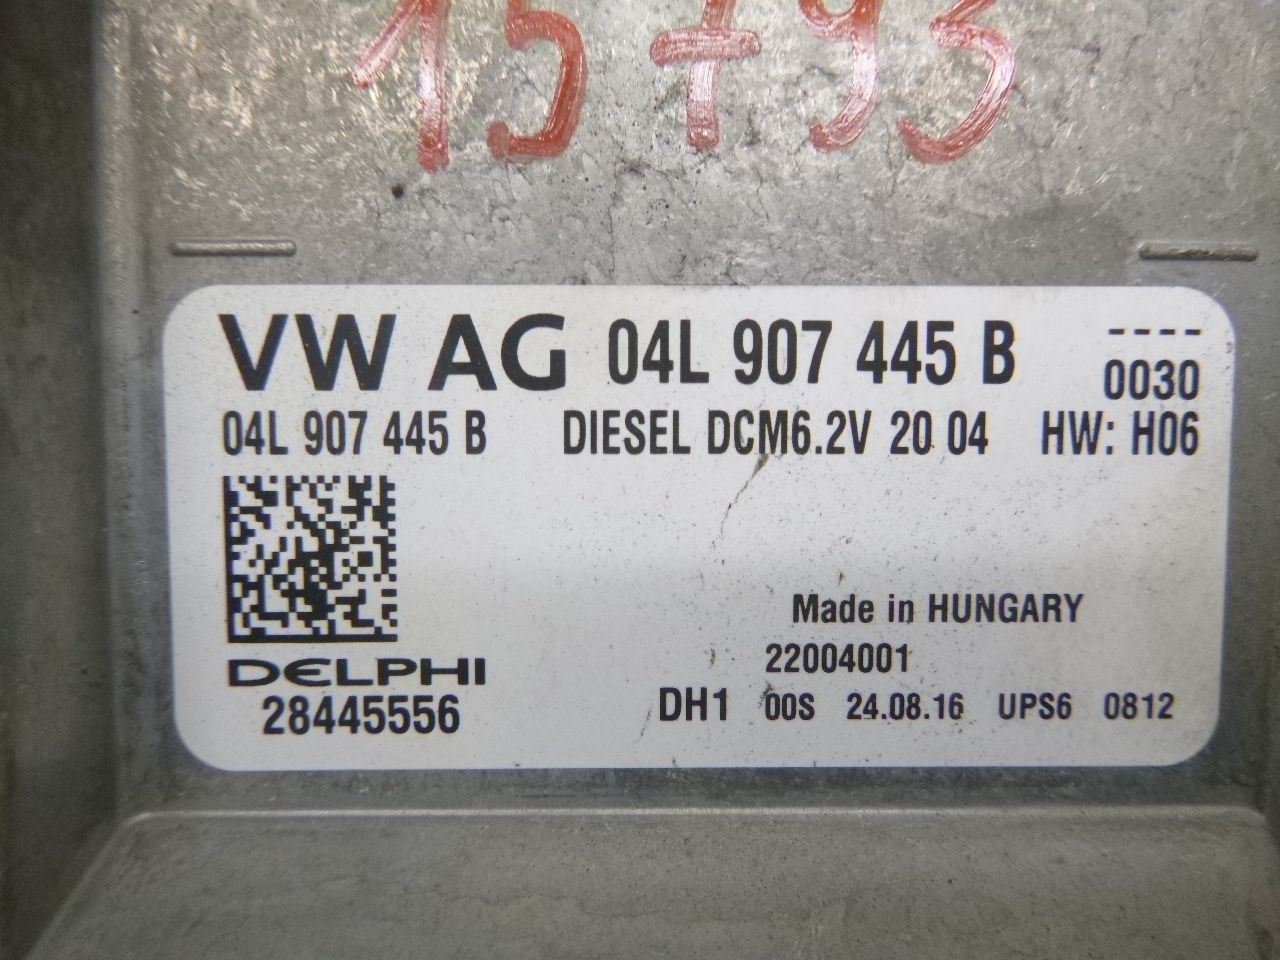 15793
VW AG 04L 907 445 B ----
0030
04L 907 445 B DIESEL DCM6.2V 20 04 HW: H06
Made in HUNGARY
22004001
DELPHI
28445556
DH1 00S 24.08.16 UPS6 0812